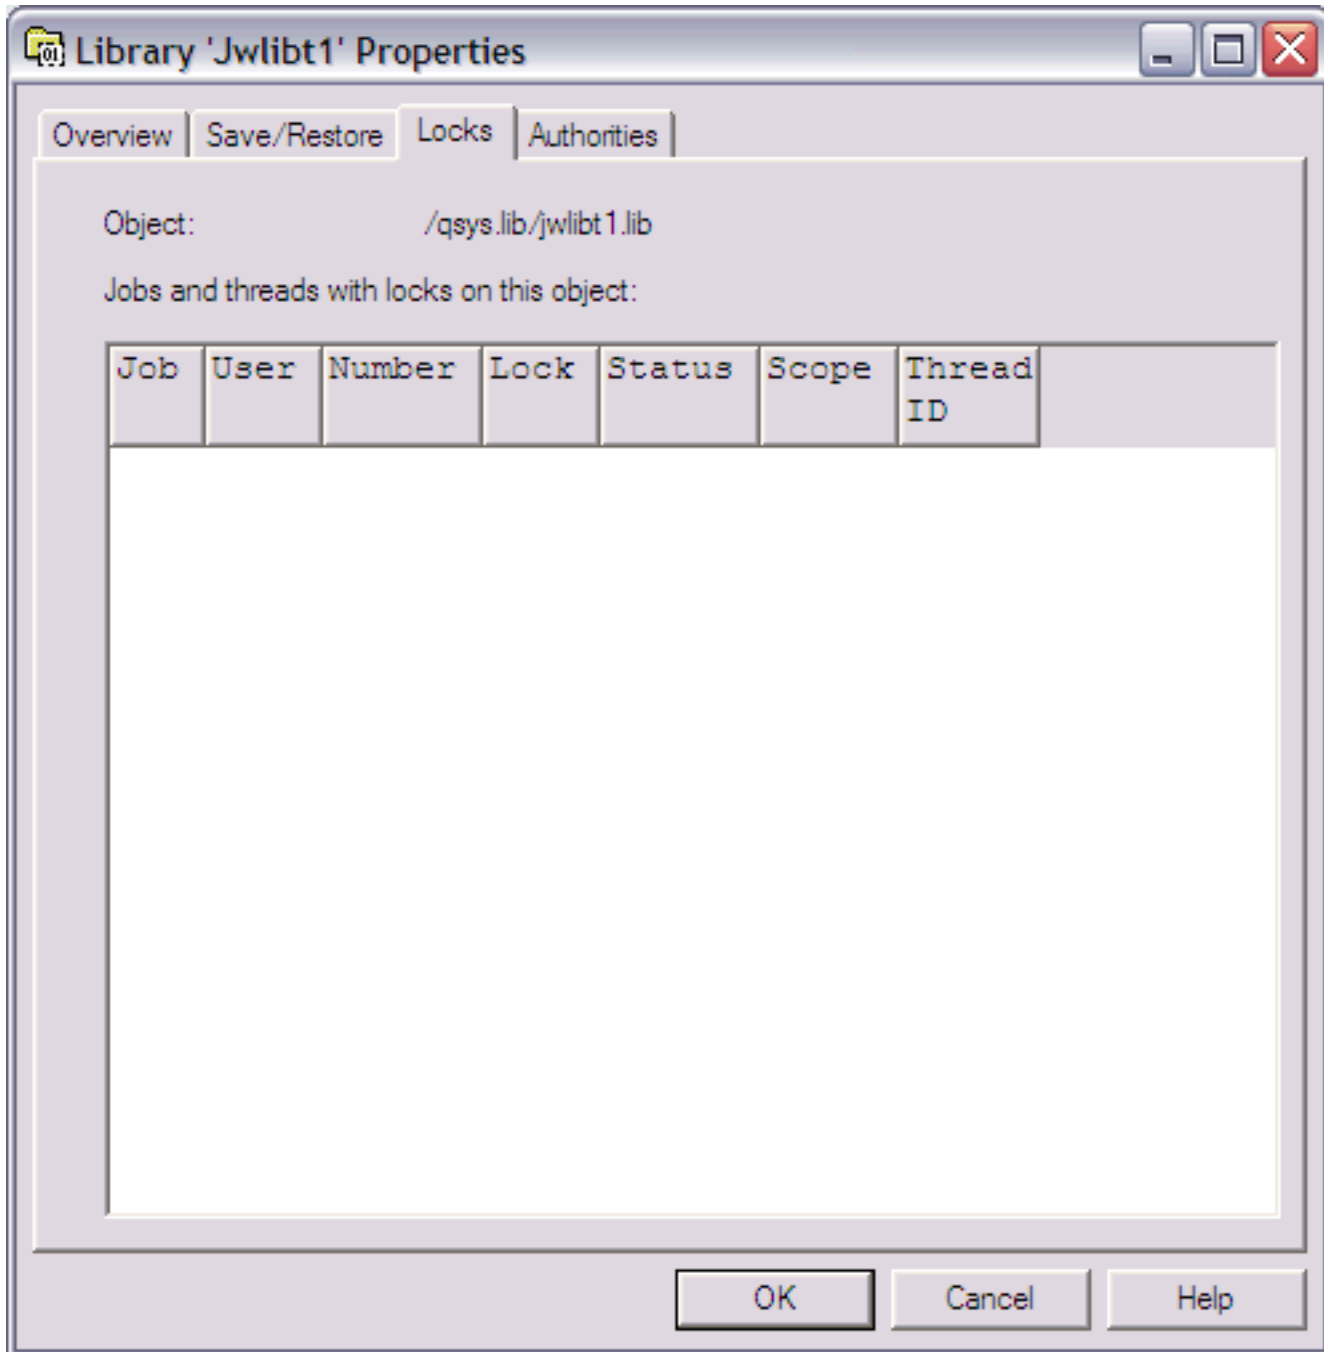 Library 'Jwlibt1' Properties
Overview Save/Restore Locks Authorities
Object: /qsys.lib/jwlibt1.lib
Jobs and threads with locks on this object:
Job User Number Lock Status Scope Thread ID
OK Cancel Help